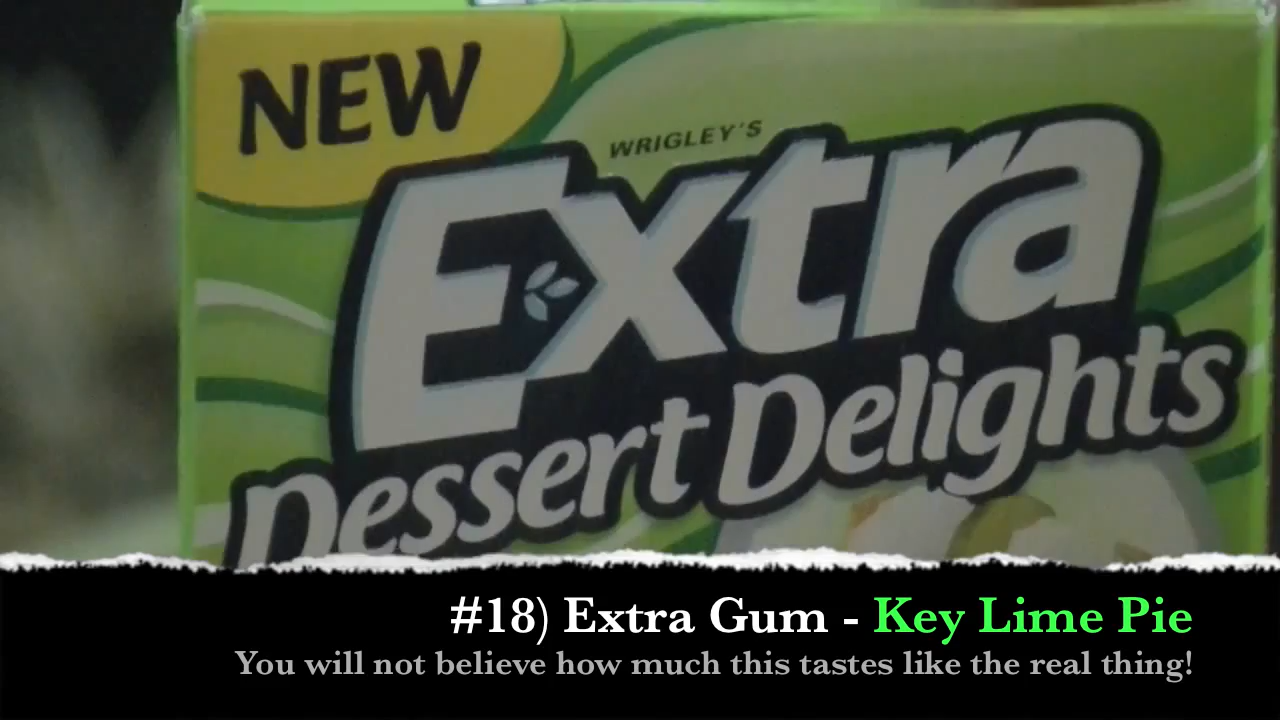 NEW
WRIGLEY'S
Extra
Dessert Delights
#18) Extra Gum - Key Lime Pie
You will not believe how much this tastes like the real thing!